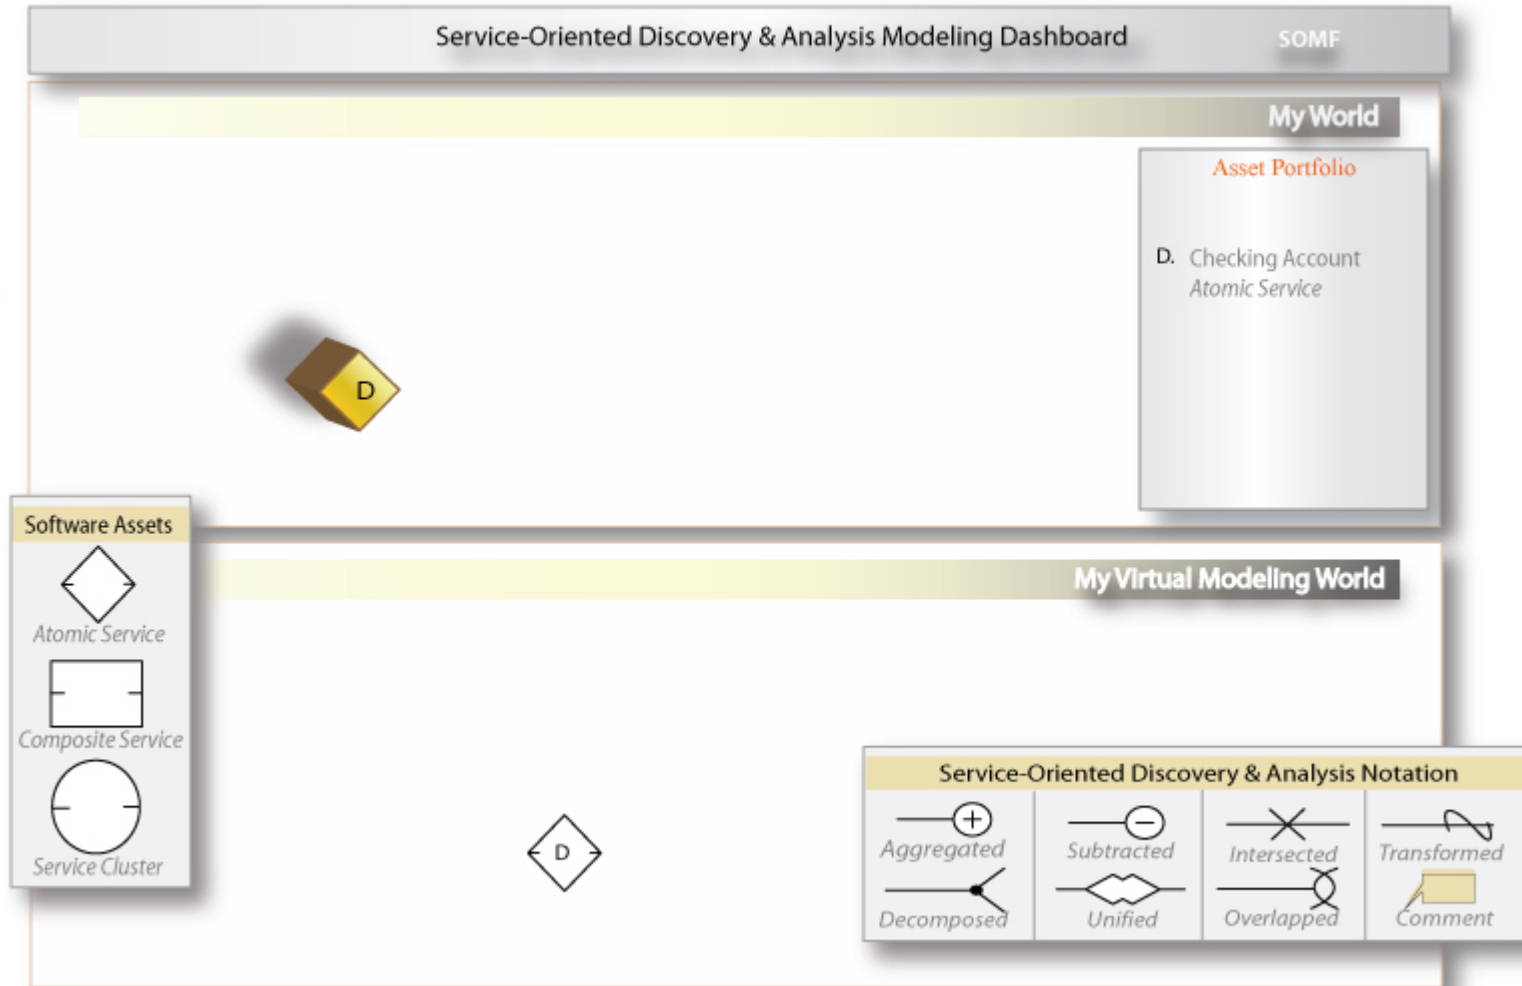 Service-Oriented Discovery & Analysis Modeling Dashboard
SOMF
My World
Asset Portfolio
D. Checking Account
Atomic Service
D
Software Assets
Atomic Service
Composite Service
Service Cluster
My Virtual Modeling World
D
Service-Oriented Discovery & Analysis Notation
Aggregated
Subtracted
Intersected
Transformed
Decomposed
Unified
Overlapped
Comment